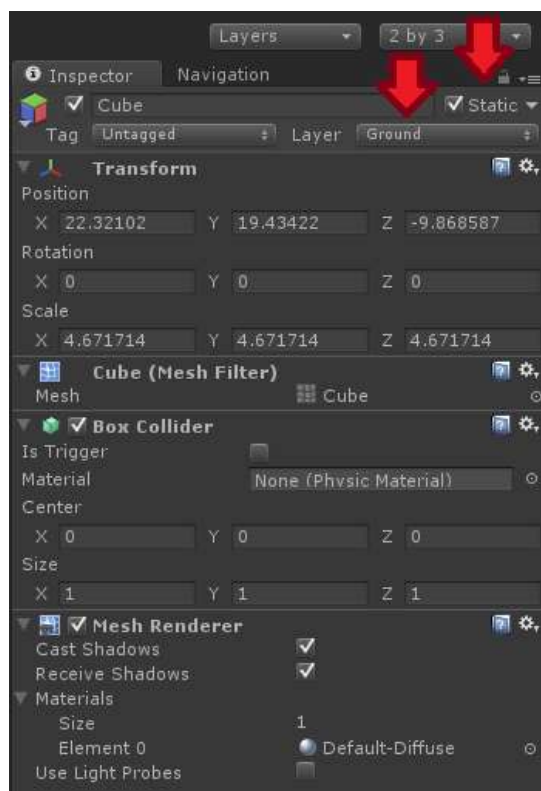 Layers 2 by 3
Inspector Navigation
Cube Static
Tag Untagged Layer Ground
Transform
Position
X 22.32102 Y 19.43422 Z -9.868587
Rotation
X 0 Y 0 Z 0
Scale
X 4.671714 Y 4.671714 Z 4.671714
Cube (Mesh Filter)
Mesh Cube
Box Collider
Is Trigger
Material None (Physic Material)
Center
X 0 Y 0 Z 0
Size
X 1 Y 1 Z 1
Mesh Renderer
Cast Shadows
Receive Shadows
Materials
Size 1
Element 0 Default-Diffuse
Use Light Probes